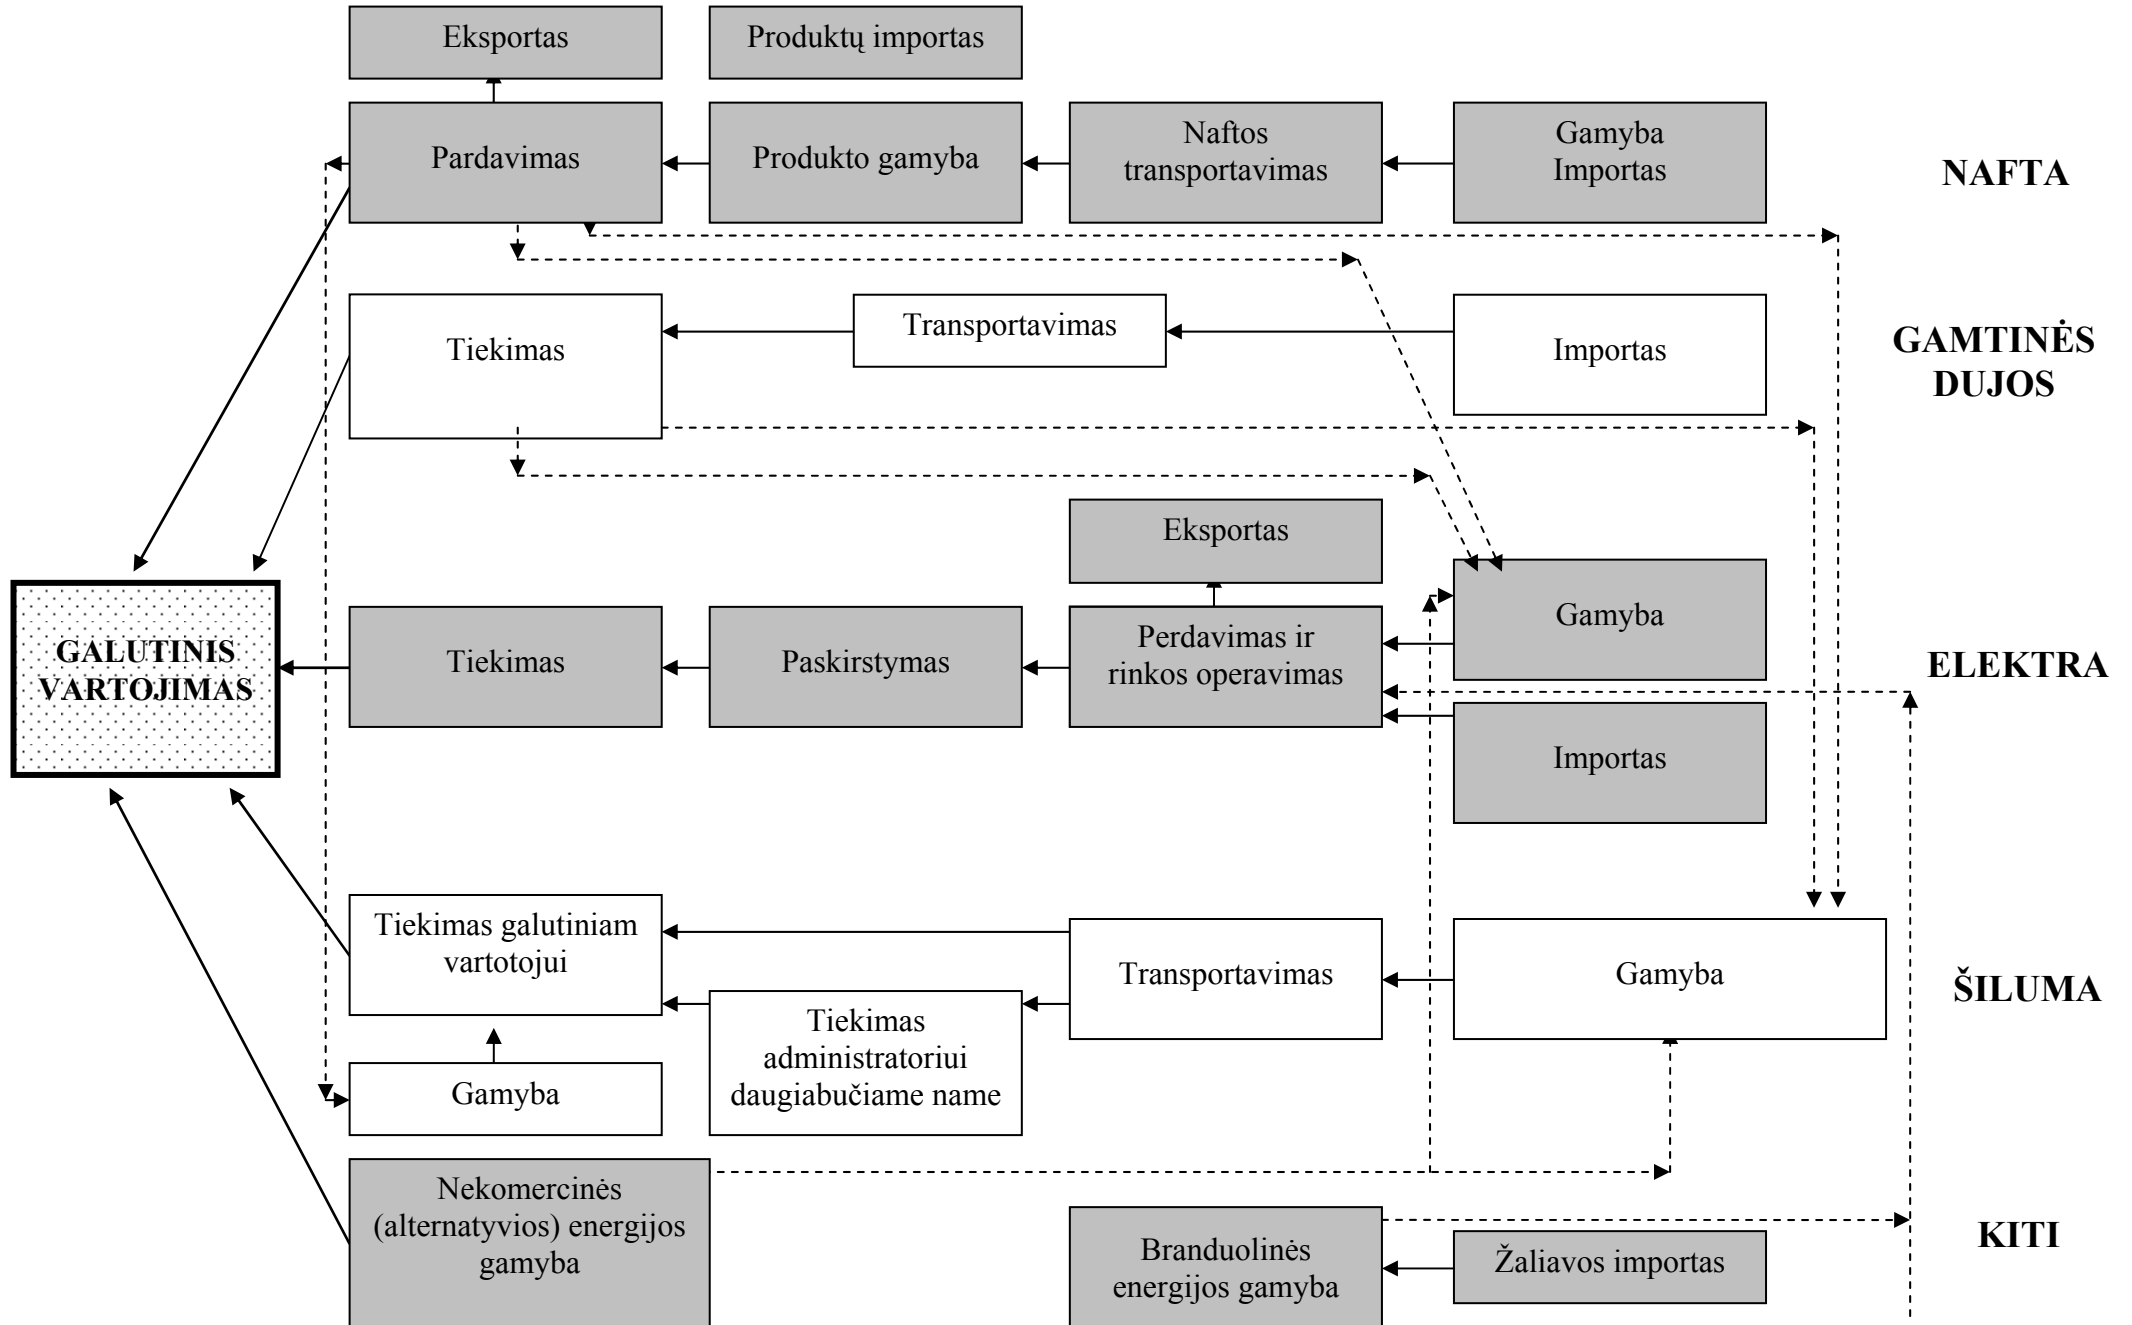 Eksportas
Produktų importas
Pardavimas
Produkto gamyba
Naftos
transportavimas
Gamyba
Importas
NAFTA
Tiekimas
Transportavimas
Importas
GAMTINĖS
DUJOS
Eksportas
GALUTINIS
VARTOJIMAS
Tiekimas
Paskirstymas
Perdavimas ir
rinkos operavimas
Gamyba
Importas
ELEKTRA
Tiekimas galutiniam
vartotojui
Gamyba
Tiekimas
administratoriui
daugiabučiame name
Transportavimas
Gamyba
ŠILUMA
Nekomercinės
(alternatyvios) energijos
gamyba
Branduolinės
energijos gamyba
Žaliavos importas
KITI